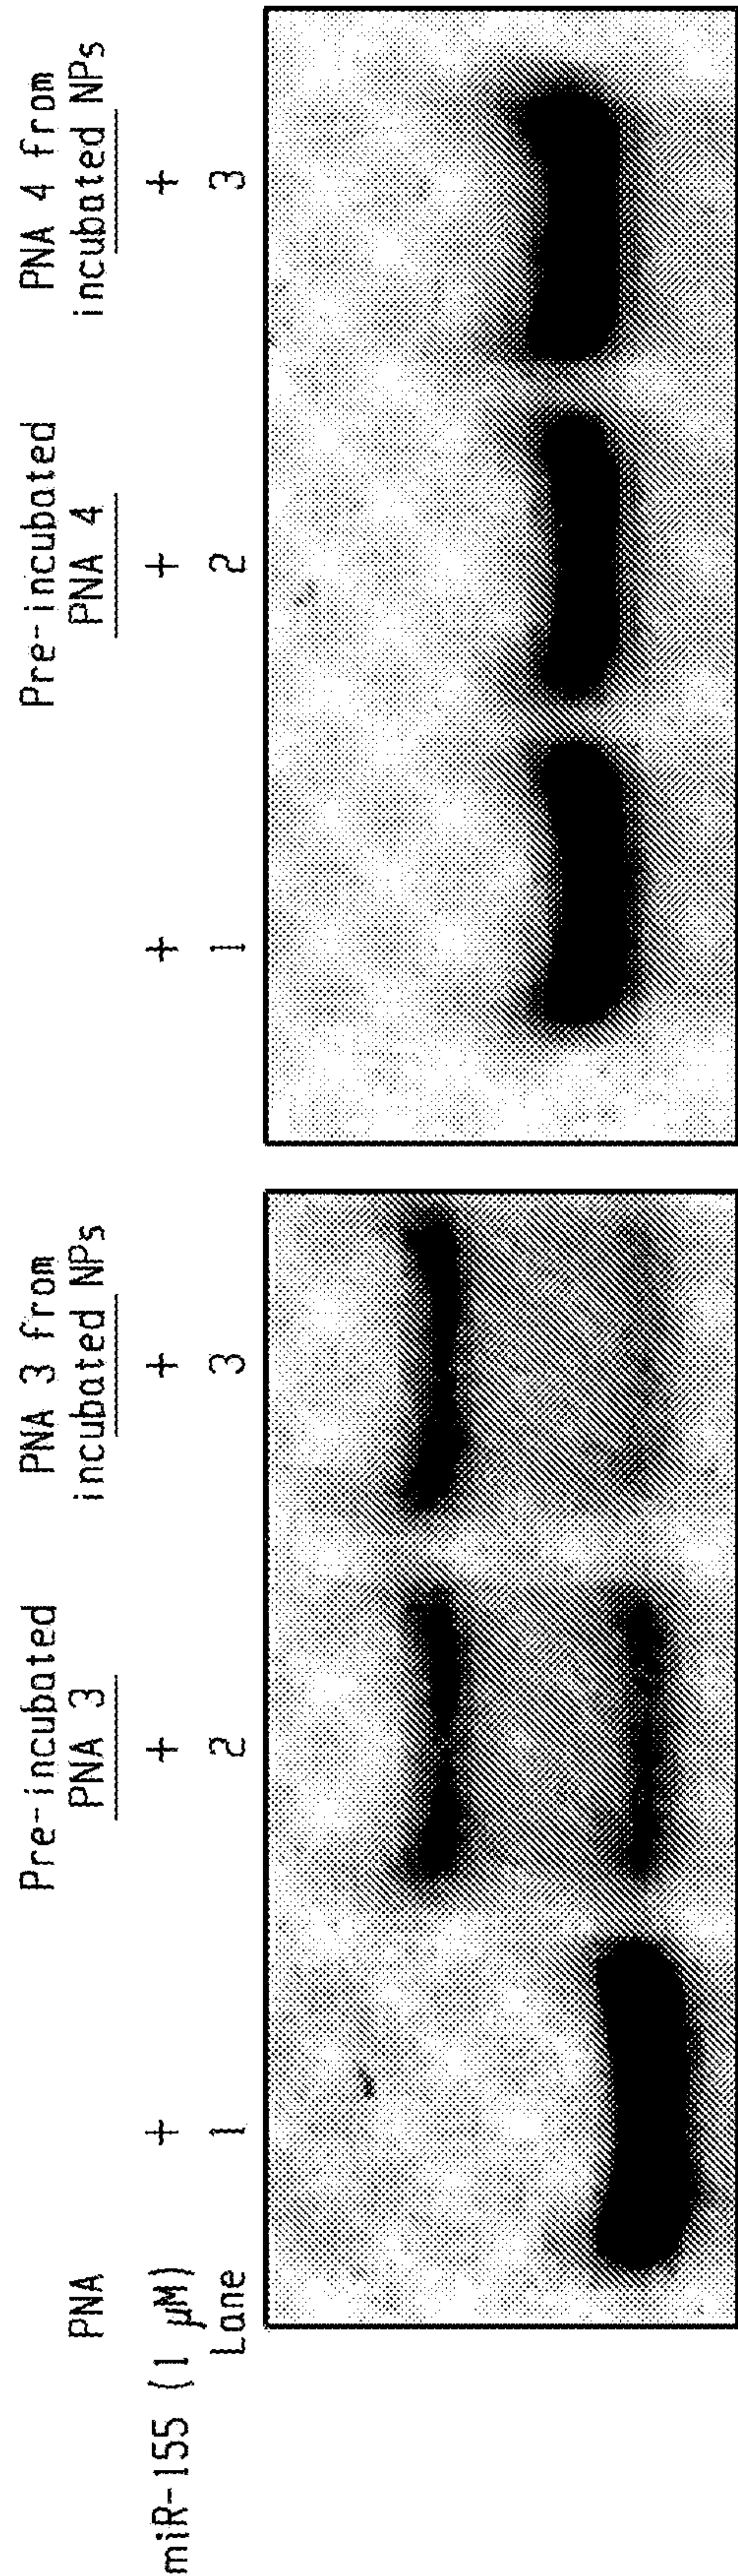 Pre-incubated PNA 3 from Pre-incubated PNA 4 from
PNA PNA 3 incubated NPs PNA 4 incubated NPs
miR-155 (1 μM) + + + + + +
Lane 1 2 3 1 2 3